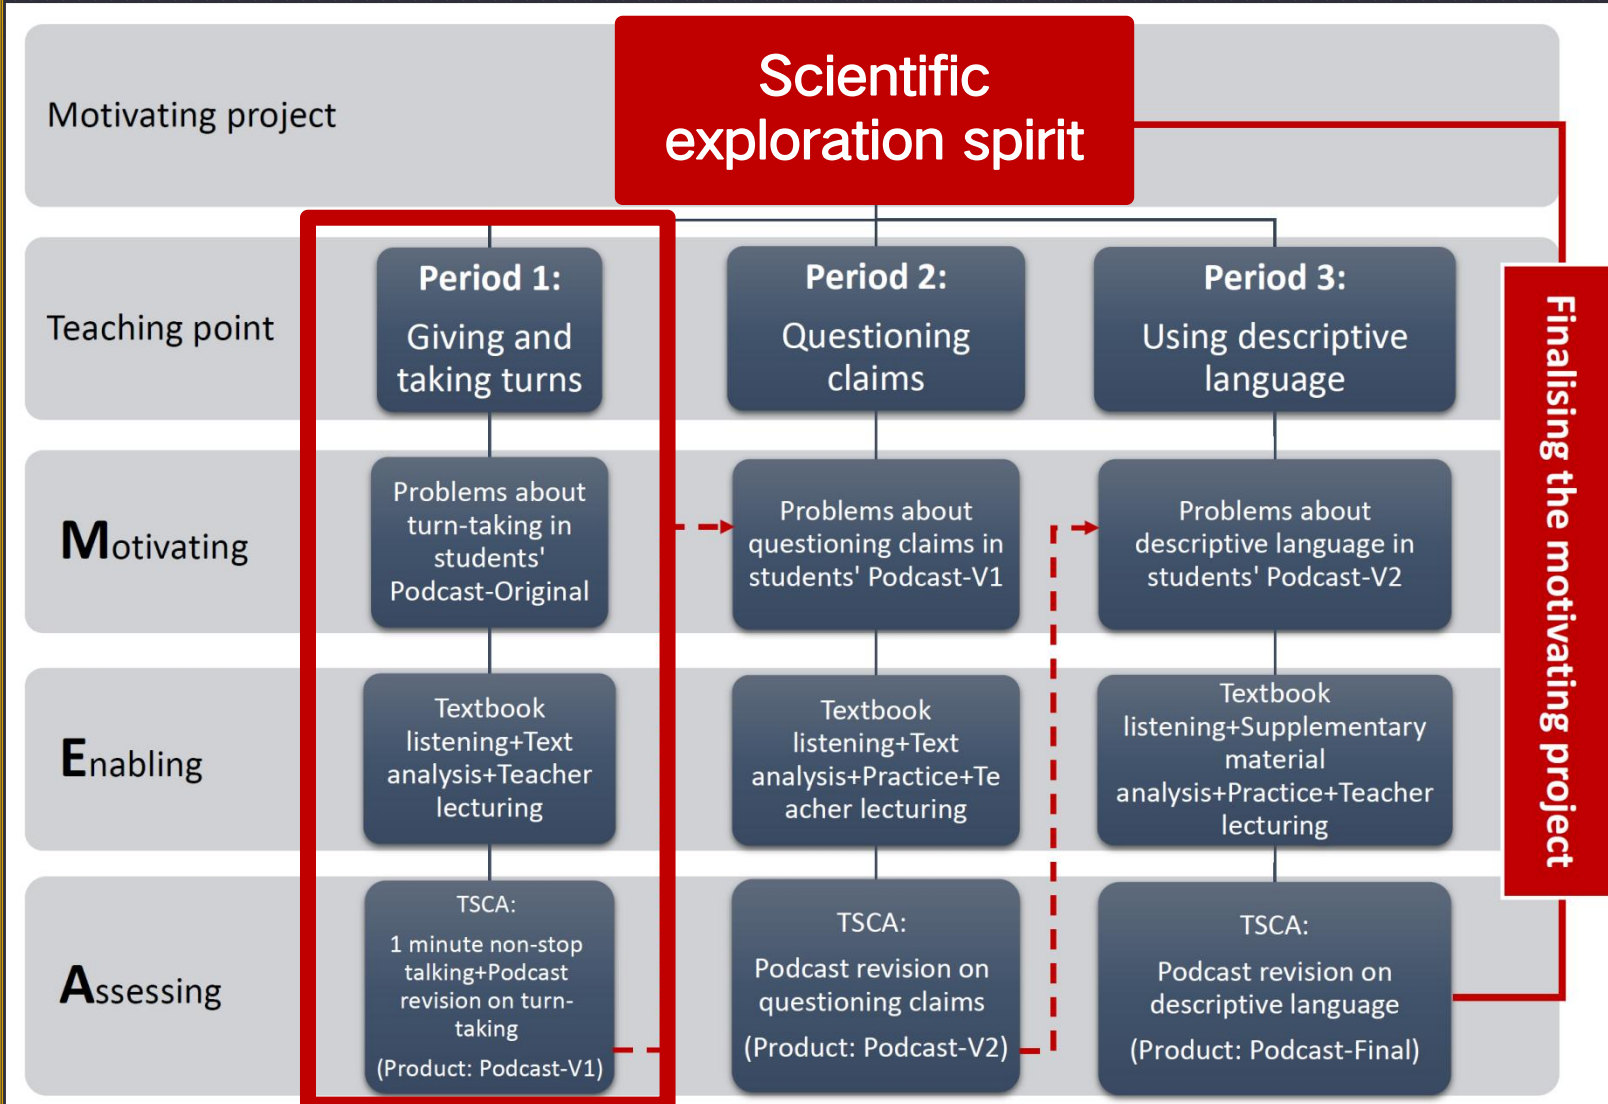 Scientific
exploration spirit
Motivating project
Teaching point
Period 1:
Giving and
taking turns
Period 2:
Questioning
claims
Period 3:
Using descriptive
language
Motivating
Problems about
turn-taking in
students'
Podcast-Original
Problems about
questioning claims in
students' Podcast-V1
Problems about
descriptive language in
students' Podcast-V2
Enabling
Textbook
listening+Text
analysis+Teacher
lecturing
Textbook
listening+Text
analysis+Practice+Te
acher lecturing
Textbook
listening+Supplementary
material
analysis+Practice+Teacher
lecturing
Assessing
TSCA:
1 minute non-stop
talking+Podcast
revision on turn-
taking
(Product: Podcast-V1)
TSCA:
Podcast revision on
questioning claims
(Product: Podcast-V2)
TSCA:
Podcast revision on
descriptive language
(Product: Podcast-Final)
Finalising the motivating project